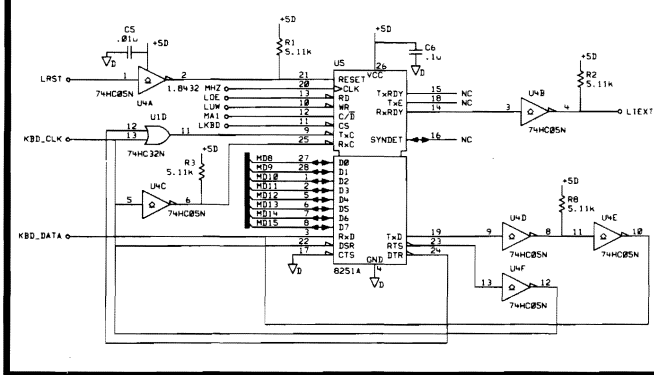 +5D
C5
.01u
+5D
+5D
R1
5.11k
C6
.1u
D
D
LRST
1
2
74HC05N
U4A
U5
26
VCC
21
RESET
1.8432 MHZ
20
CLK
LOE
13
RD
LUW
10
WR
MA1
12
C/D
LKBD
11
CS
9
TxC
25
RxC
TxRDY
15
NC
TxE
18
NC
RxRDY
14
SYNDET
16
NC
U4B
3
4
74HC05N
+5D
R2
5.11k
LTEXT
U1D
12
13
11
74HC32N
KBD_CLK
+5D
R3
5.11k
U4C
5
6
74HC05N
MD8
27
D0
MD9
28
D1
MD10
1
D2
MD11
2
D3
MD12
5
D4
MD13
6
D5
MD14
7
D6
MD15
8
D7
KBD_DATA
3
RxD
22
DSR
17
CTS
TxD
19
RTS
23
DTR
24
GND
4
8251A
D
D
+5D
R8
5.11k
U4D
9
8
74HC05N
U4E
11
10
74HC05N
U4F
13
12
74HC05N